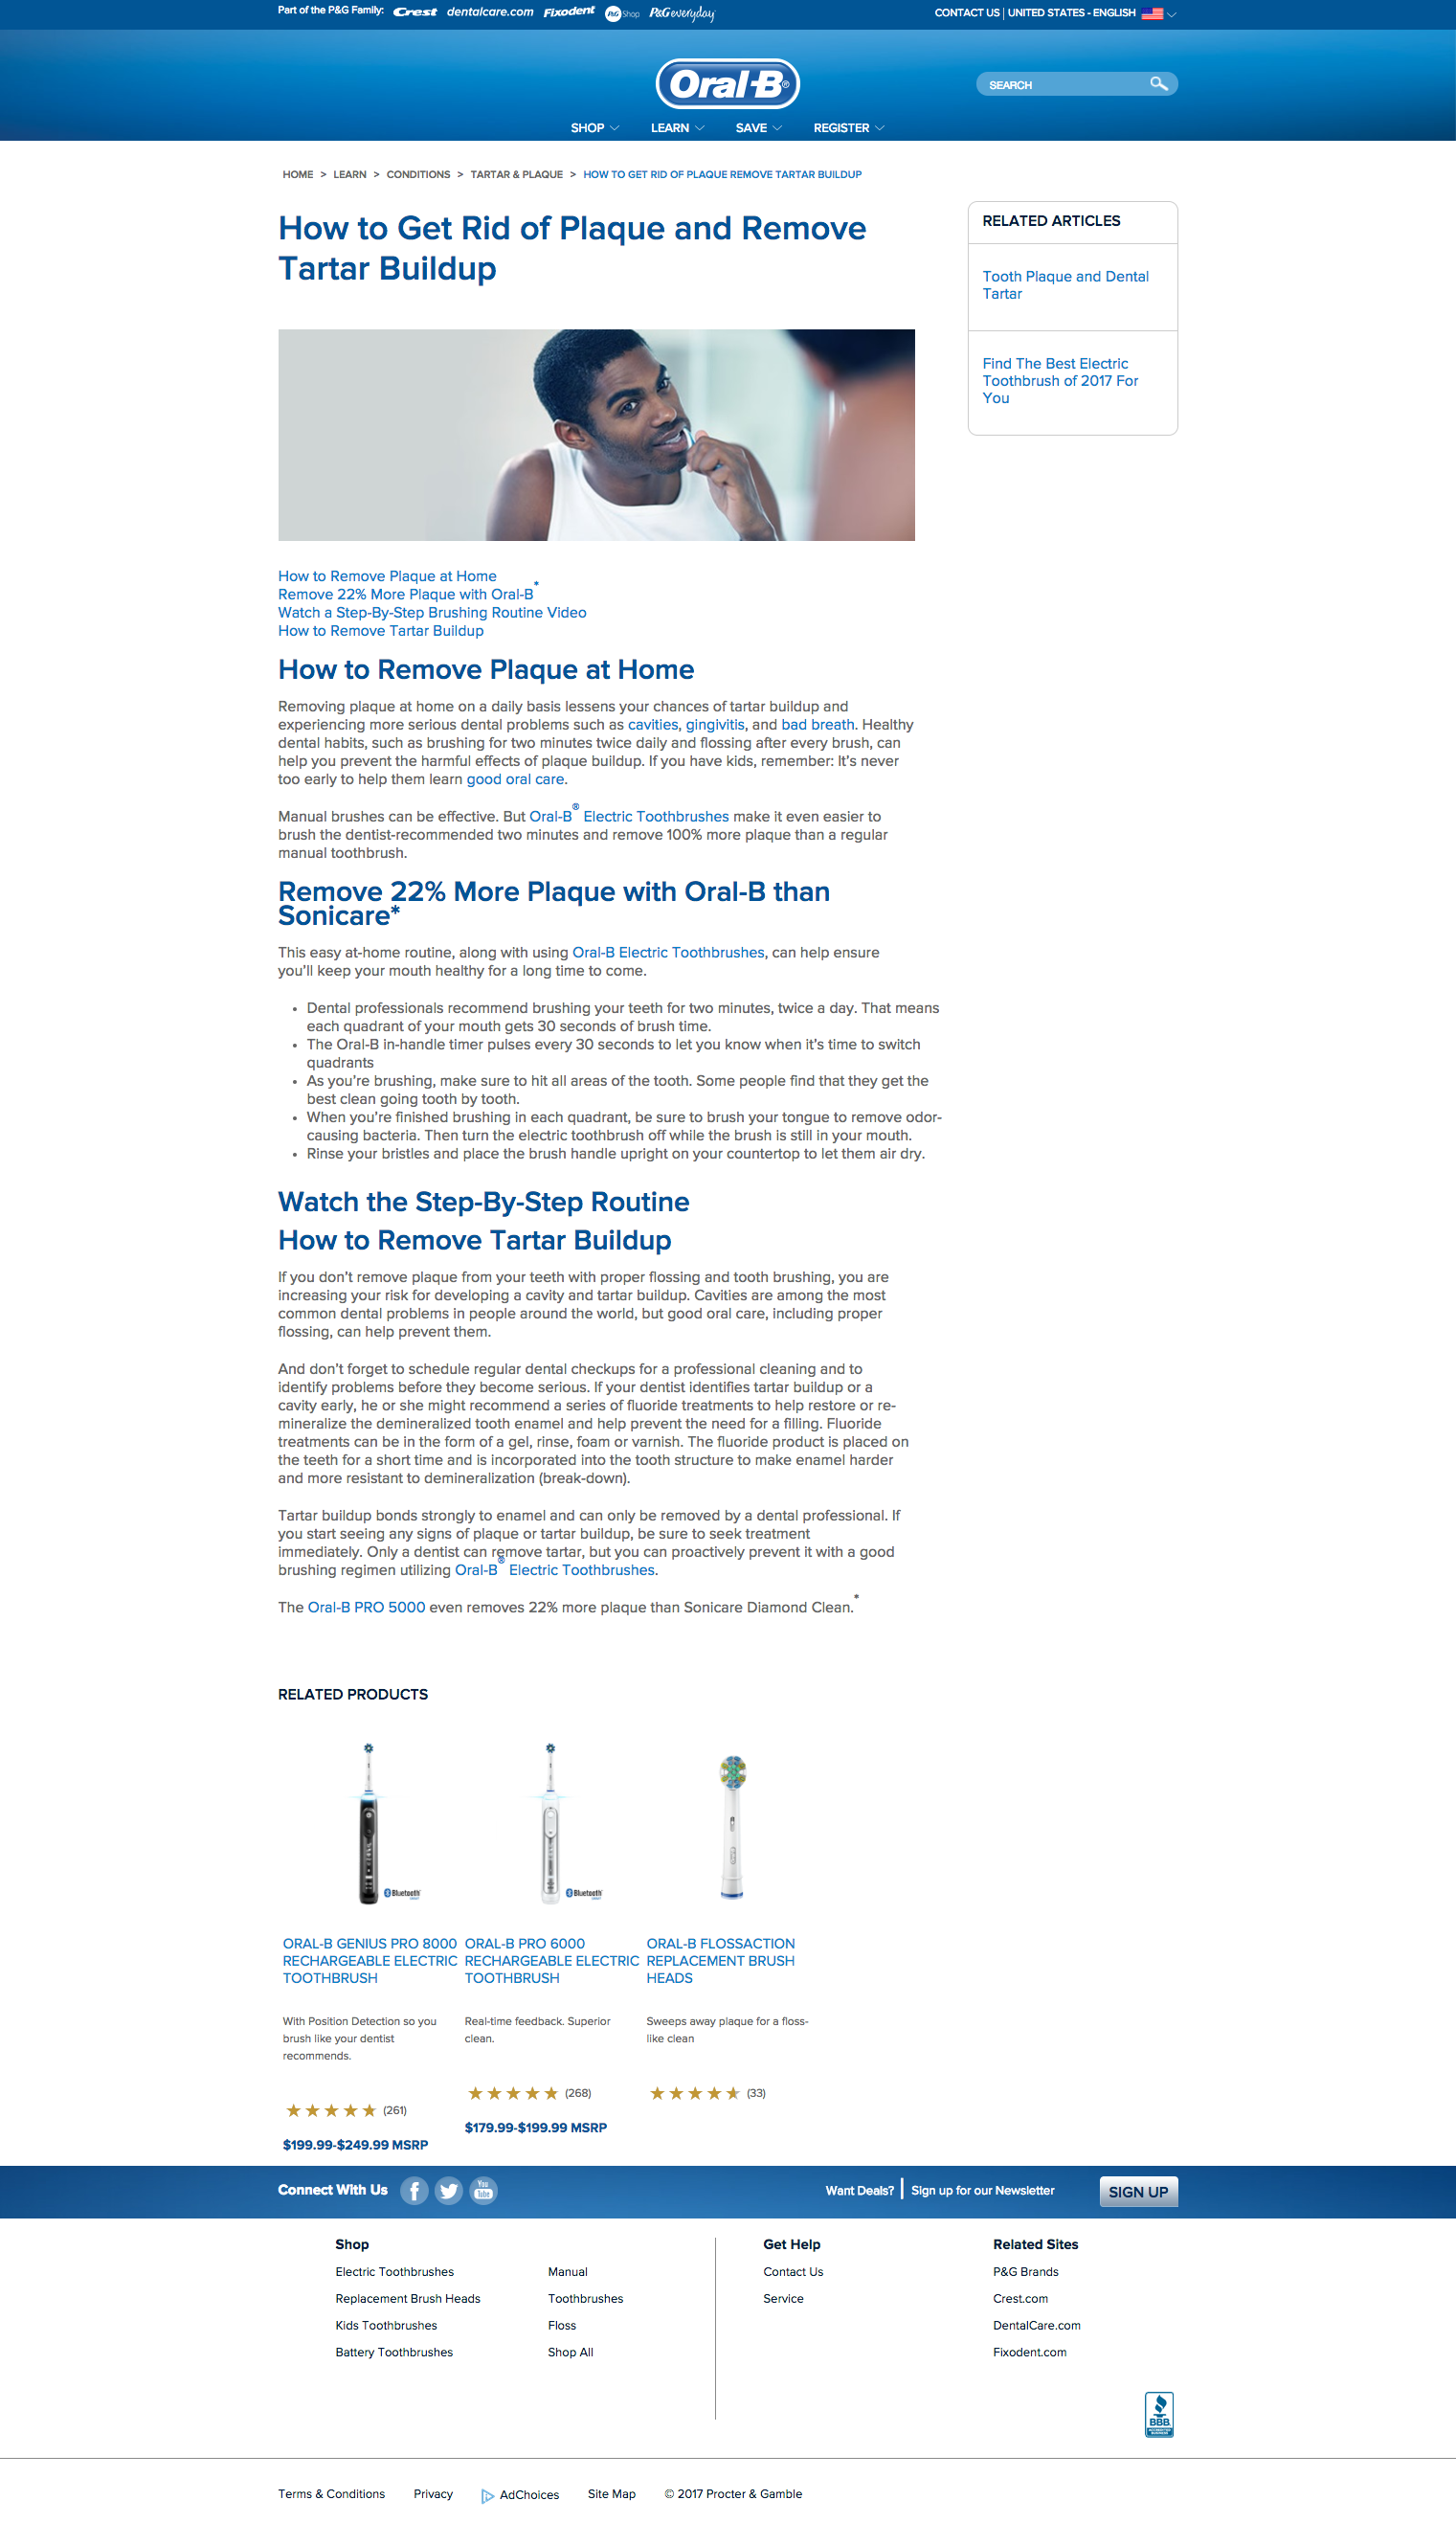 Part of the P&G Family: Crest dentalcare.com Fixodent P&G Shop P&G everyday
CONTACT US | UNITED STATES - ENGLISH
Oral-B®
SEARCH
SHOP LEARN SAVE REGISTER
HOME > LEARN > CONDITIONS > TARTAR & PLAQUE > HOW TO GET RID OF PLAQUE REMOVE TARTAR BUILDUP
How to Get Rid of Plaque and Remove
Tartar Buildup
RELATED ARTICLES
Tooth Plaque and Dental
Tartar
Find The Best Electric
Toothbrush of 2017 For
You
How to Remove Plaque at Home
Remove 22% More Plaque with Oral-B*
Watch a Step-By-Step Brushing Routine Video
How to Remove Tartar Buildup
How to Remove Plaque at Home
Removing plaque at home on a daily basis lessens your chances of tartar buildup and
experiencing more serious dental problems such as cavities, gingivitis, and bad breath. Healthy
dental habits, such as brushing for two minutes twice daily and flossing after every brush, can
help you prevent the harmful effects of plaque buildup. If you have kids, remember: It's never
too early to help them learn good oral care.
Manual brushes can be effective. But Oral-B® Electric Toothbrushes make it even easier to
brush the dentist-recommended two minutes and remove 100% more plaque than a regular
manual toothbrush.
Remove 22% More Plaque with Oral-B than
Sonicare*
This easy at-home routine, along with using Oral-B Electric Toothbrushes, can help ensure
you'll keep your mouth healthy for a long time to come.
• Dental professionals recommend brushing your teeth for two minutes, twice a day. That means
each quadrant of your mouth gets 30 seconds of brush time.
• The Oral-B in-handle timer pulses every 30 seconds to let you know when it's time to switch
quadrants
• As you're brushing, make sure to hit all areas of the tooth. Some people find that they get the
best clean going tooth by tooth.
• When you're finished brushing in each quadrant, be sure to brush your tongue to remove odor-
causing bacteria. Then turn the electric toothbrush off while the brush is still in your mouth.
• Rinse your bristles and place the brush handle upright on your countertop to let them air dry.
Watch the Step-By-Step Routine
How to Remove Tartar Buildup
If you don't remove plaque from your teeth with proper flossing and tooth brushing, you are
increasing your risk for developing a cavity and tartar buildup. Cavities are among the most
common dental problems in people around the world, but good oral care, including proper
flossing, can help prevent them.
And don't forget to schedule regular dental checkups for a professional cleaning and to
identify problems before they become serious. If your dentist identifies tartar buildup or a
cavity early, he or she might recommend a series of fluoride treatments to help restore or re-
mineralize the demineralized tooth enamel and help prevent the need for a filling. Fluoride
treatments can be in the form of a gel, rinse, foam or varnish. The fluoride product is placed on
the teeth for a short time and is incorporated into the tooth structure to make enamel harder
and more resistant to demineralization (break-down).
Tartar buildup bonds strongly to enamel and can only be removed by a dental professional. If
you start seeing any signs of plaque or tartar buildup, be sure to seek treatment
immediately. Only a dentist can remove tartar, but you can proactively prevent it with a good
brushing regimen utilizing Oral-B® Electric Toothbrushes.
The Oral-B PRO 5000 even removes 22% more plaque than Sonicare Diamond Clean.*
RELATED PRODUCTS
Bluetooth
Bluetooth
ORAL-B GENIUS PRO 8000
RECHARGEABLE ELECTRIC
TOOTHBRUSH
With Position Detection so you
brush like your dentist
recommends.
(261)
$199.99-$249.99 MSRP
ORAL-B PRO 6000
RECHARGEABLE ELECTRIC
TOOTHBRUSH
Real-time feedback. Superior
clean.
(268)
$179.99-$199.99 MSRP
ORAL-B FLOSSACTION
REPLACEMENT BRUSH
HEADS
Sweeps away plaque for a floss-
like clean
(33)
Connect With Us
You Tube
Want Deals? | Sign up for our Newsletter
SIGN UP
Shop
Electric Toothbrushes
Replacement Brush Heads
Kids Toothbrushes
Battery Toothbrushes
Manual
Toothbrushes
Floss
Shop All
Get Help
Contact Us
Service
Related Sites
P&G Brands
Crest.com
DentalCare.com
Fixodent.com
BBB
Terms & Conditions Privacy AdChoices Site Map © 2017 Procter & Gamble